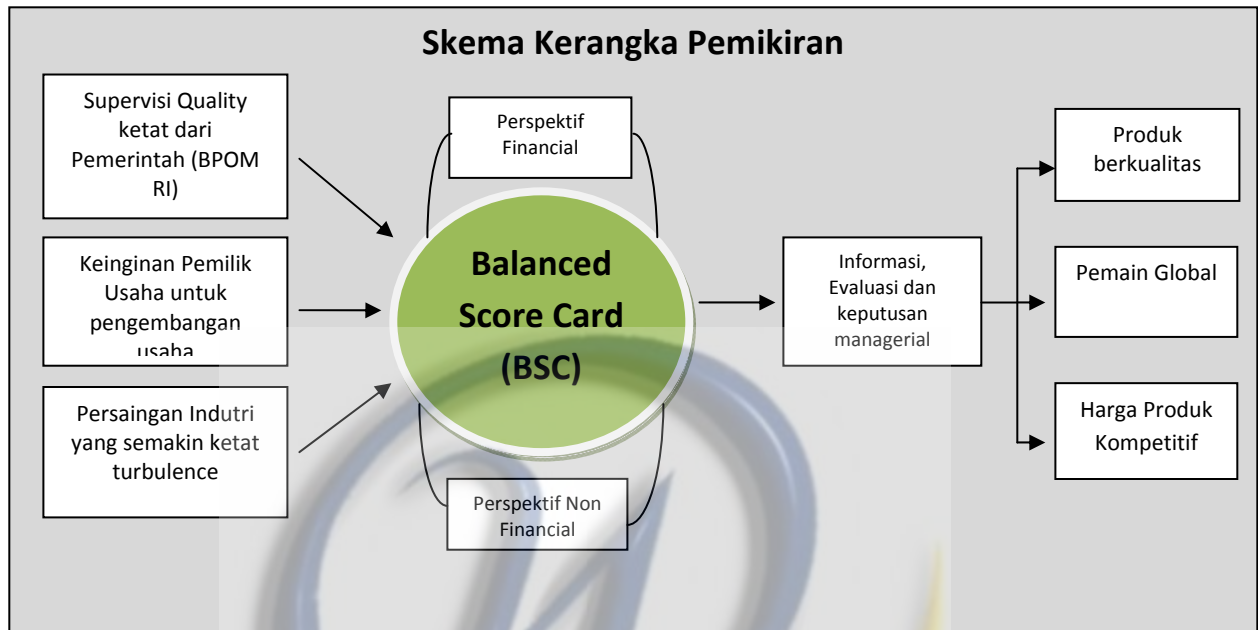 Skema Kerangka Pemikiran
Supervisi Quality
ketat dari
Pemerintah (BPOM
RI)
Keinginan Pemilik
Usaha untuk
pengembangan
usaha
Persaingan Indutri
yang semakin ketat
turbulence
Perspektif
Financial
Balanced
Score Card
(BSC)
Perspektif Non
Financial
Informasi,
Evaluasi dan
keputusan
managerial
Produk
berkualitas
Pemain Global
Harga Produk
Kompetitif